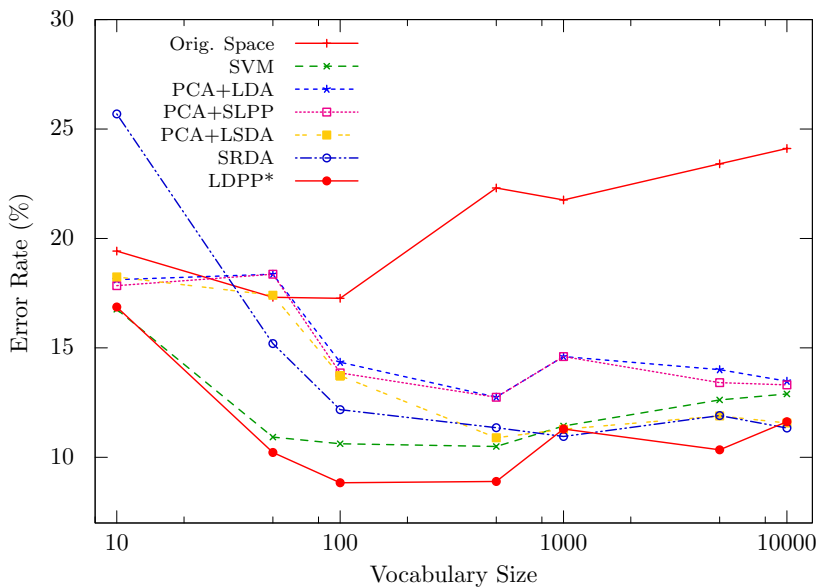 30
25
20
15
10
Error Rate (%)
Orig. Space
SVM
PCA+LDA
PCA+SLPP
PCA+LSDA
SRDA
LDPP*
10
100
1000
10000
Vocabulary Size